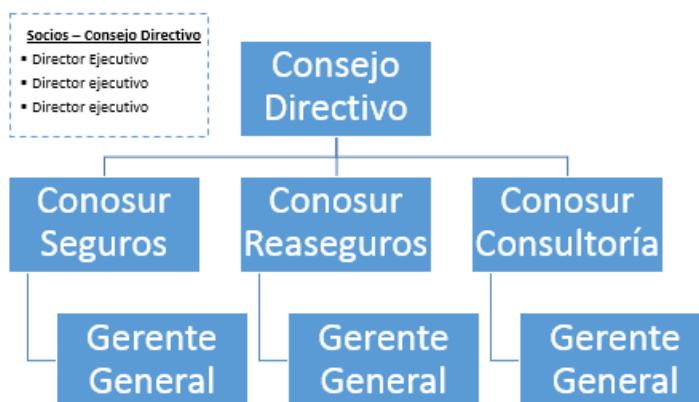 Socios – Consejo Directivo
▪ Director Ejecutivo
▪ Director ejecutivo
▪ Director ejecutivo
Consejo
Directivo
Conosur
Seguros
Conosur
Reaseguros
Conosur
Consultoría
Gerente
General
Gerente
General
Gerente
General